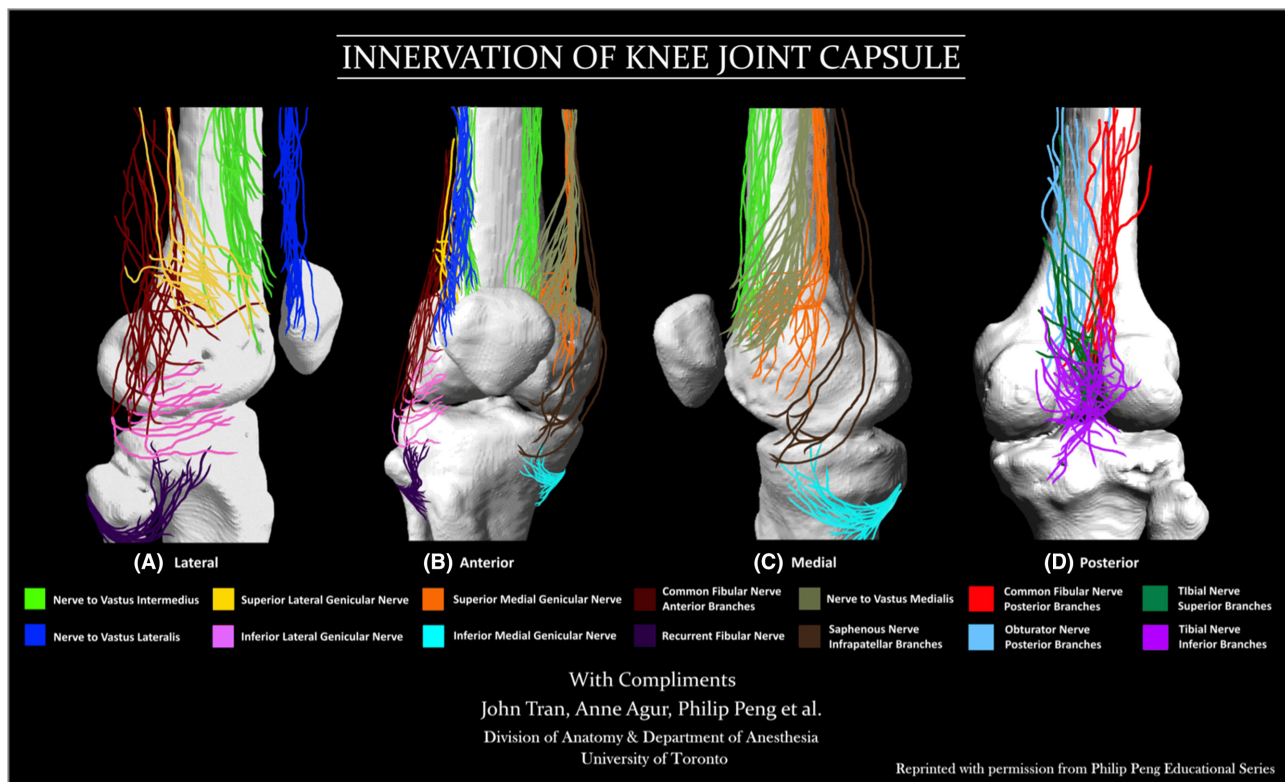 INNERVATION OF KNEE JOINT CAPSULE
(A) Lateral
(B) Anterior
(C) Medial
(D) Posterior
Nerve to Vastus Intermedius
Superior Lateral Genicular Nerve
Superior Medial Genicular Nerve
Common Fibular Nerve
Anterior Branches
Nerve to Vastus Medialis
Common Fibular Nerve
Posterior Branches
Tibial Nerve
Superior Branches
Nerve to Vastus Lateralis
Inferior Lateral Genicular Nerve
Inferior Medial Genicular Nerve
Recurrent Fibular Nerve
Saphenous Nerve
Infrapatellar Branches
Obturator Nerve
Posterior Branches
Tibial Nerve
Inferior Branches
With Compliments
John Tran, Anne Agur, Philip Peng et al.
Division of Anatomy & Department of Anesthesia
University of Toronto
Reprinted with permission from Philip Peng Educational Series